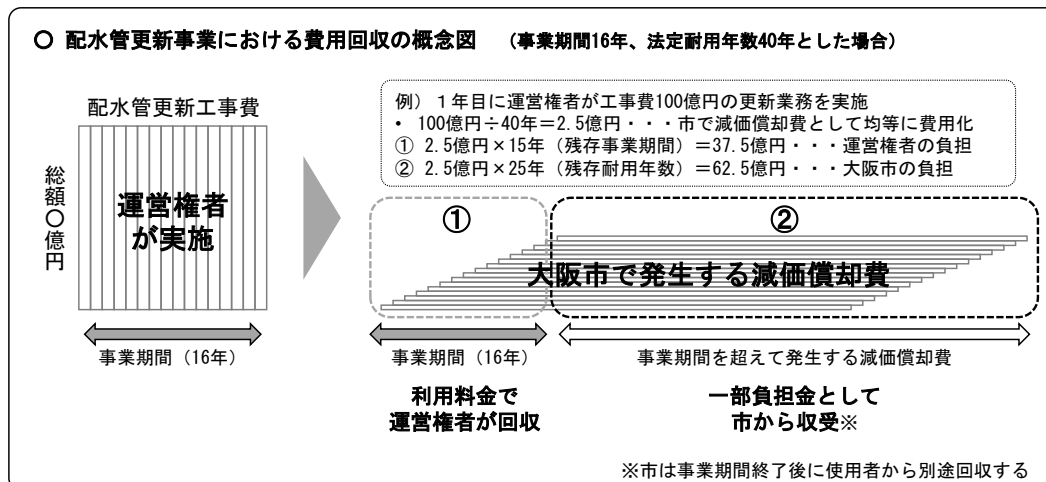 〇 配水管更新事業における費用回収の概念図 （事業期間16年、法定耐用年数40年とした場合）
配水管更新工事費
総額〇億円
運営権者
が実施
事業期間（16年）
例） １年目に運営権者が工事費100億円の更新業務を実施
• 100億円÷40年＝2.5億円・・・市で減価償却費として均等に費用化
① 2.5億円×15年（残存事業期間）＝37.5億円・・・運営権者の負担
② 2.5億円×25年（残存耐用年数）＝62.5億円・・・大阪市の負担
①
②
大阪市で発生する減価償却費
事業期間（16年）
事業期間を超えて発生する減価償却費
利用料金で
運営権者が回収
一部負担金として
市から収受※
※市は事業期間終了後に使用者から別途回収する